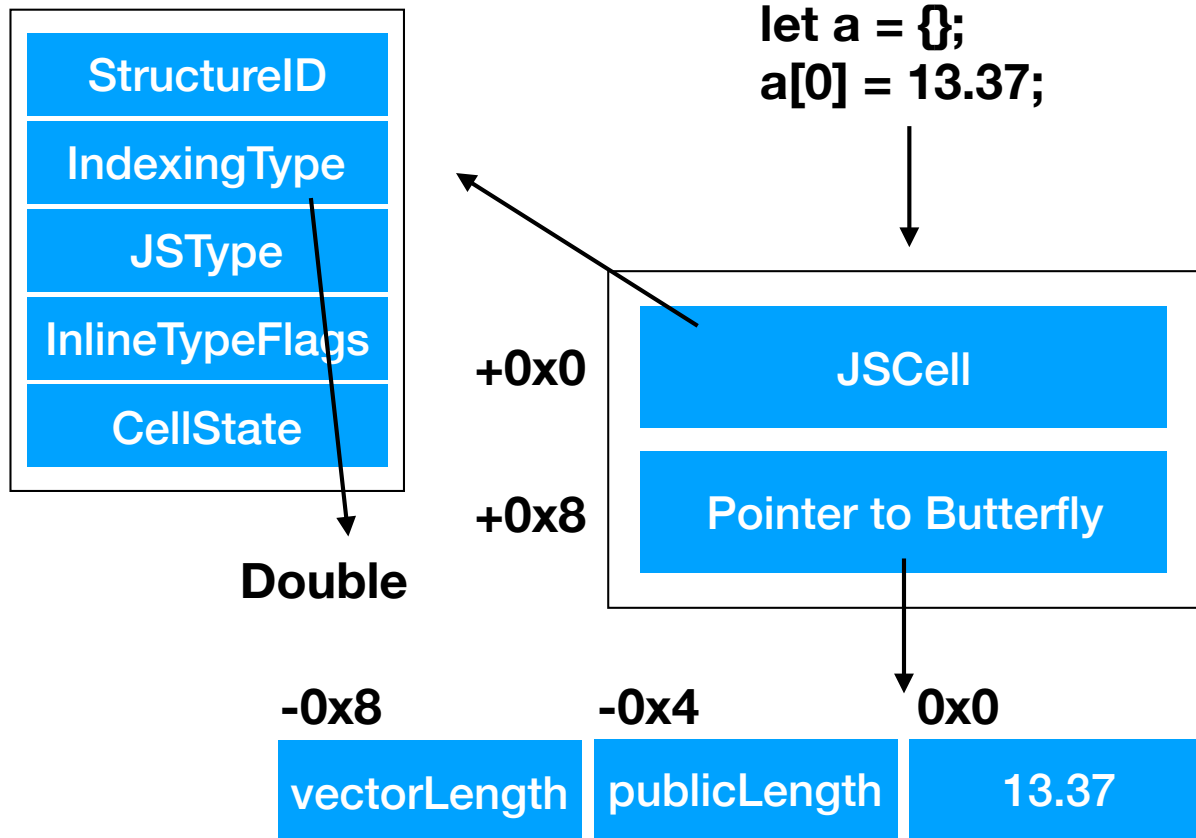 StructureID
IndexingType
JSType
InlineTypeFlags
CellState
Double
let a = {};
a[0] = 13.37;
+0x0
JSCell
+0x8
Pointer to Butterfly
-0x8
-0x4
0x0
vectorLength
publicLength
13.37